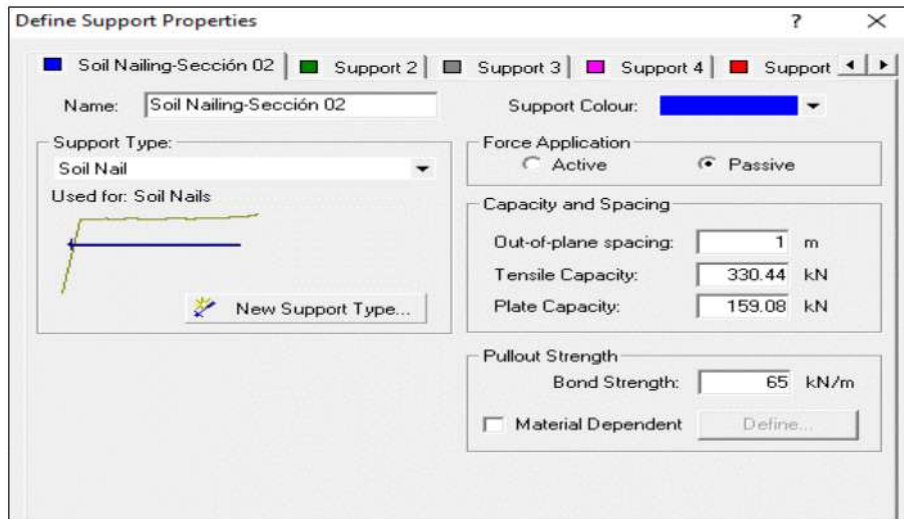 Define Support Properties ? ×
Soil Nailing-Sección 02 Support 2 Support 3 Support 4 Support
Name: Soil Nailing-Sección 02 Support Colour:
Support Type:
Soil Nail
Used for: Soil Nails
New Support Type...
Force Application
Active Passive
Capacity and Spacing
Out-of-plane spacing: 1 m
Tensile Capacity: 330.44 kN
Plate Capacity: 159.08 kN
Pullout Strength
Bond Strength: 65 kN/m
Material Dependent Define...